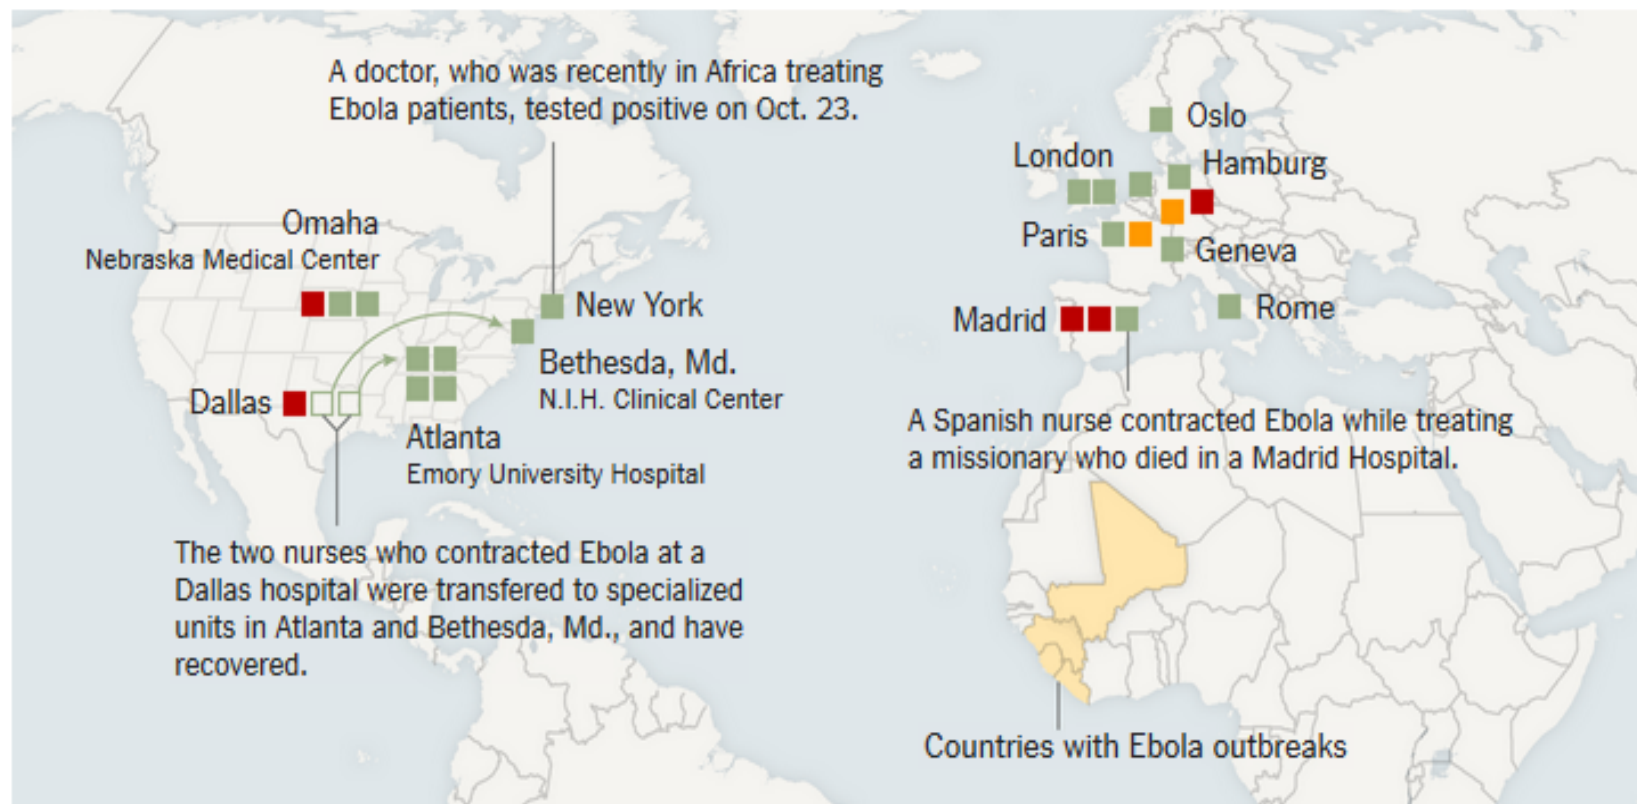 A doctor, who was recently in Africa treating
Ebola patients, tested positive on Oct. 23.
Omaha
Nebraska Medical Center
New York
Bethesda, Md.
N.I.H. Clinical Center
Dallas
Atlanta
Emory University Hospital
The two nurses who contracted Ebola at a
Dallas hospital were transfered to specialized
units in Atlanta and Bethesda, Md., and have
recovered.
Oslo
London
Hamburg
Paris
Geneva
Madrid
Rome
A Spanish nurse contracted Ebola while treating
a missionary who died in a Madrid Hospital.
Countries with Ebola outbreaks